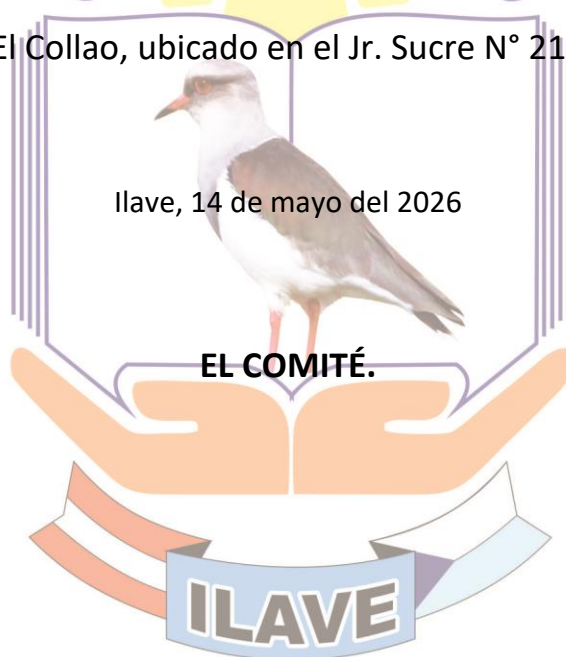 El Collao, ubicado en el Jr. Sucre N° 21
Ilave, 14 de mayo del 2026
EL COMITÉ.
ILAVE